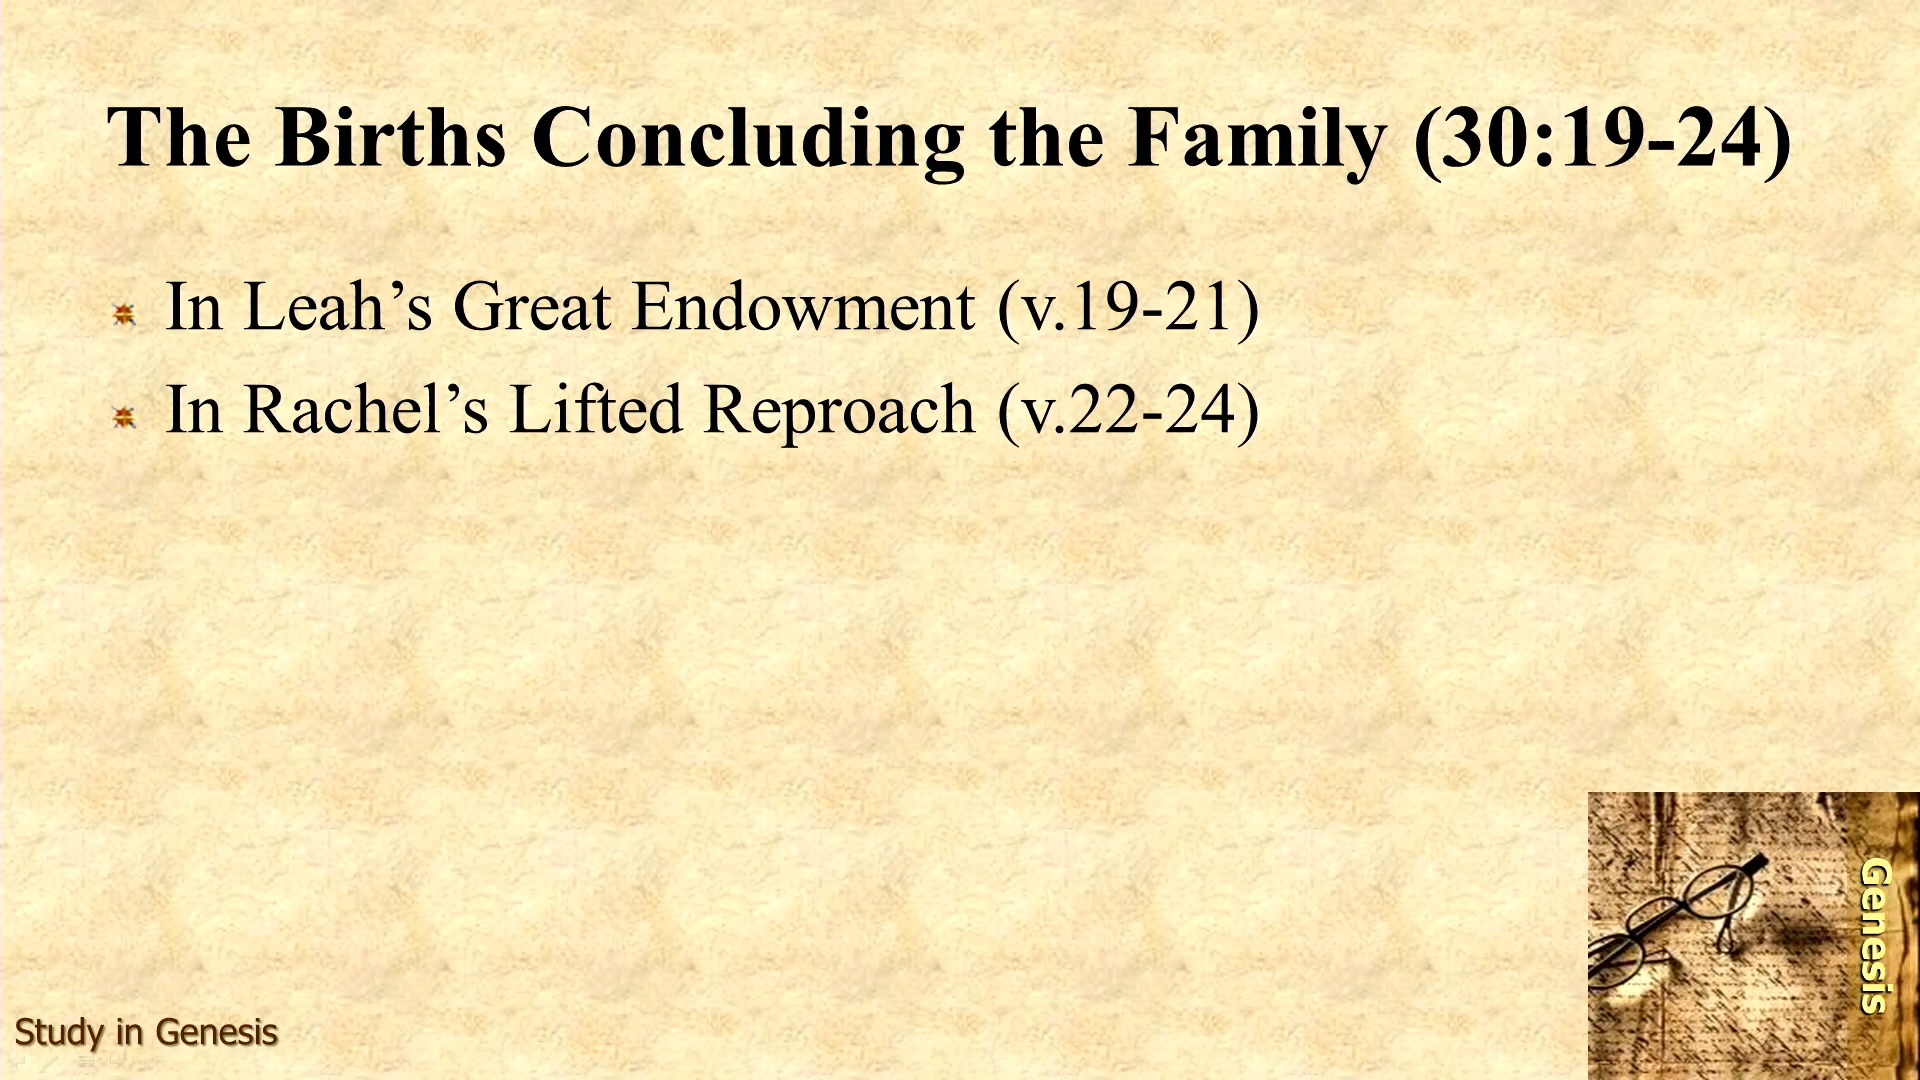 The Births Concluding the Family (30:19-24)
In Leah’s Great Endowment (v.19-21)
In Rachel’s Lifted Reproach (v.22-24)
Genesis
Study in Genesis